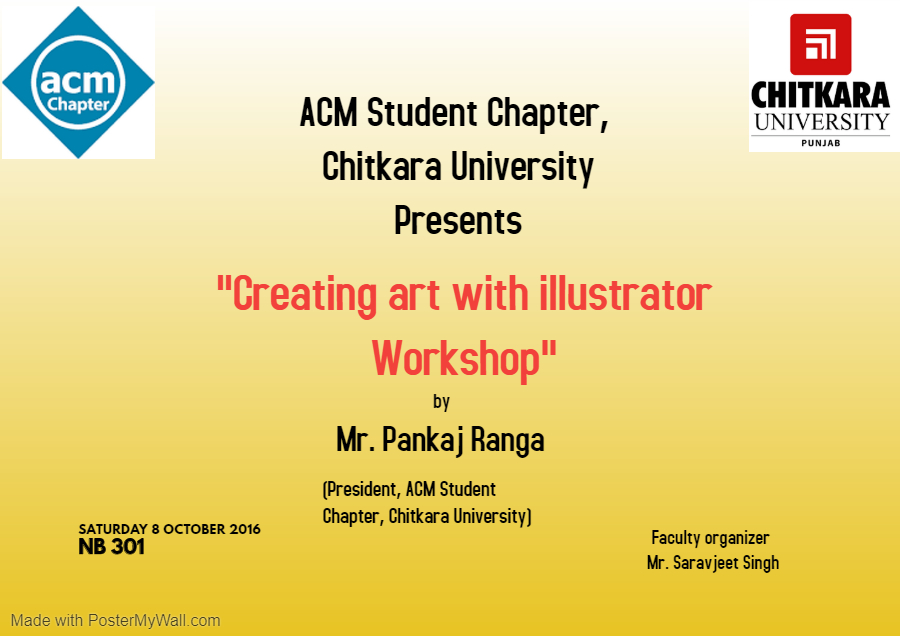 acm
Chapter
CHITKARA
UNIVERSITY
PUNJAB
ACM Student Chapter,
Chitkara University
Presents
"Creating art with illustrator
Workshop"
by
Mr. Pankaj Ranga
(President, ACM Student
Chapter, Chitkara University)
SATURDAY 8 OCTOBER 2016
NB 301
Faculty organizer
Mr. Saravjeet Singh
Made with PosterMyWall.com